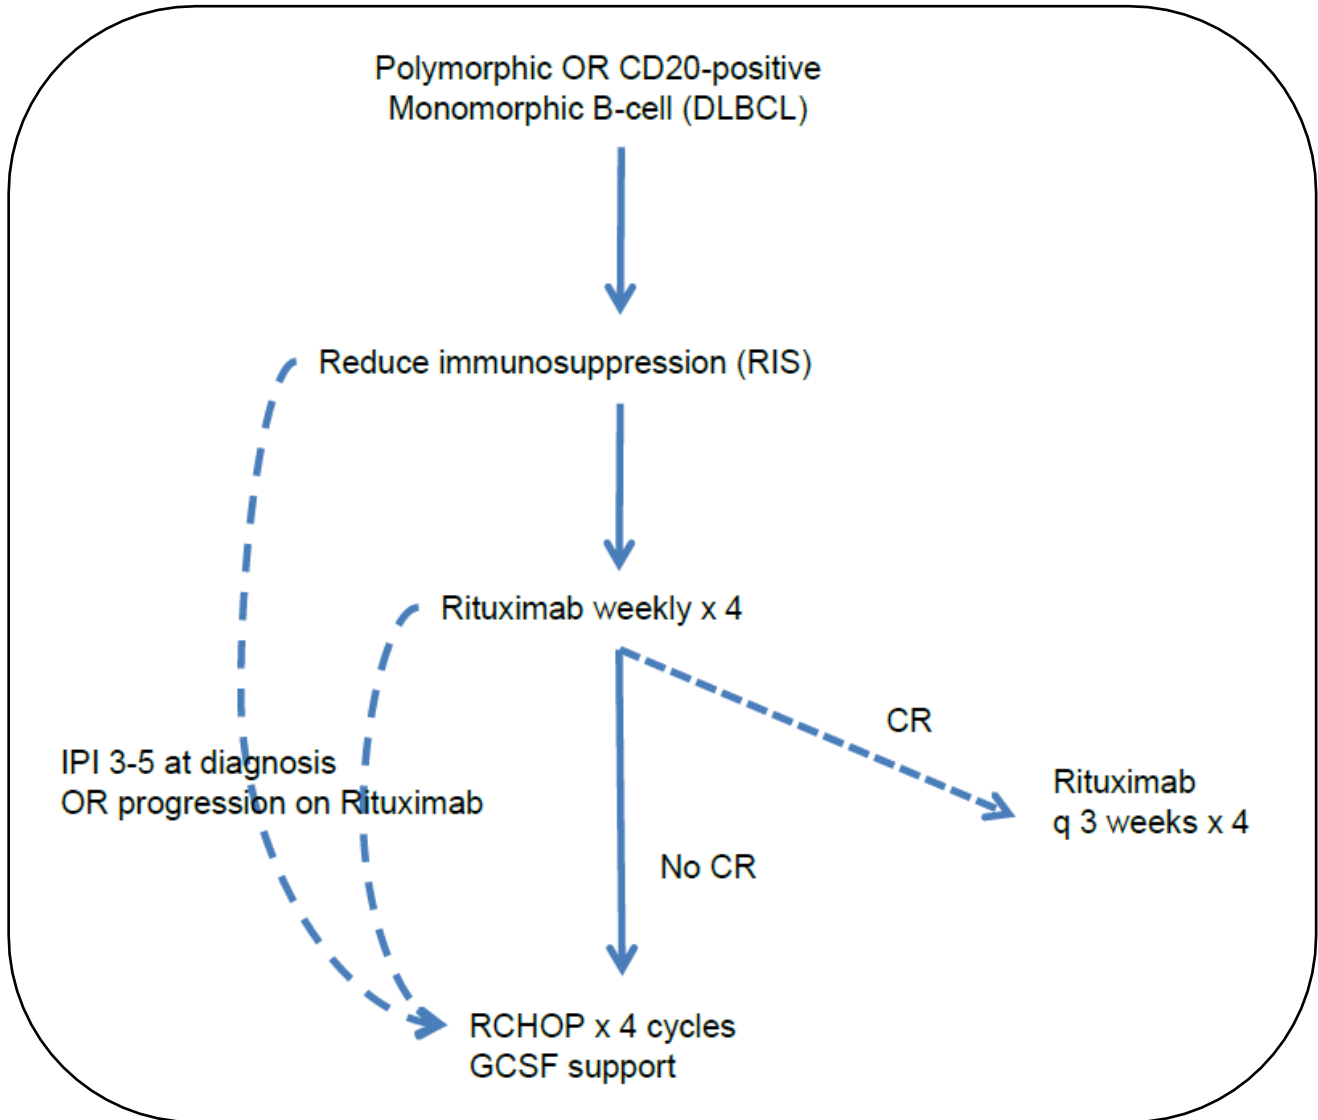 Polymorphic OR CD20-positive
Monomorphic B-cell (DLBCL)
Reduce immunosuppression (RIS)
Rituximab weekly x 4
CR
IPI 3-5 at diagnosis
OR progression on Rituximab
Rituximab
q 3 weeks x 4
No CR
RCHOP x 4 cycles
GCSF support